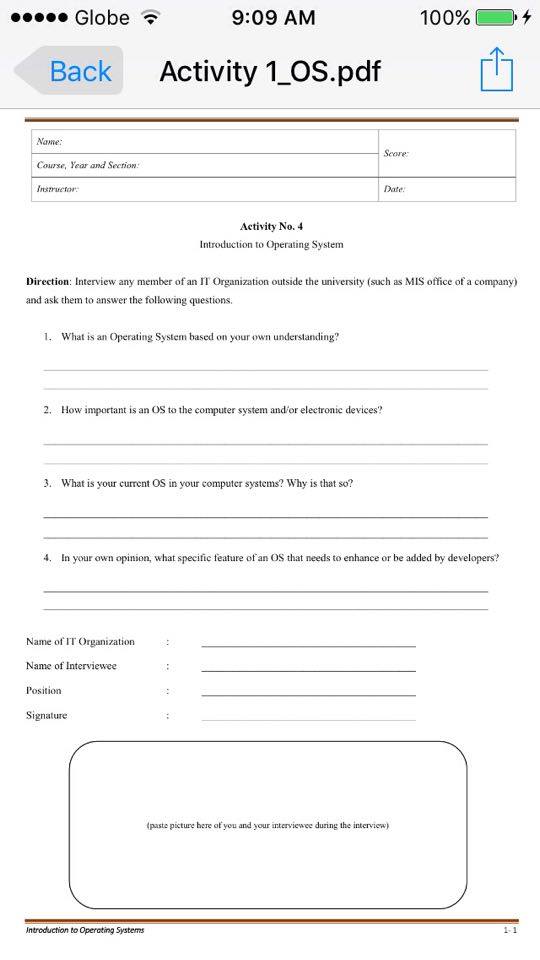 Globe 9:09 AM 100%
Back Activity 1_OS.pdf
Name:
Score:
Course, Year and Section:
Instructor: Date:
Activity No. 4
Introduction to Operating System
Direction: Interview any member of an IT Organization outside the university (such as MIS office of a company)
and ask them to answer the following questions.
1. What is an Operating System based on your own understanding?
2. How important is an OS to the computer system and/or electronic devices?
3. What is your current OS in your computer systems? Why is that so?
4. In your own opinion, what specific feature of an OS that needs to enhance or be added by developers?
Name of IT Organization :
Name of Interviewee :
Position :
Signature :
(paste picture here of you and your interviewee during the interview)
Introduction to Operating Systems 1- 1